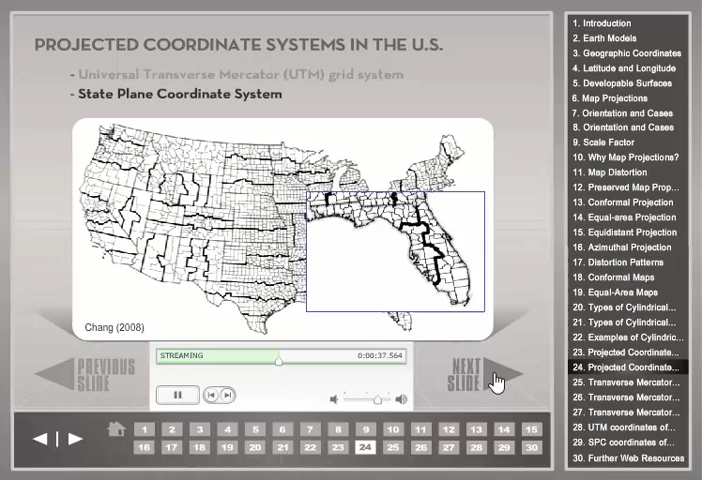 PROJECTED COORDINATE SYSTEMS IN THE U.S.
- Universal Transverse Mercator (UTM) grid system
- State Plane Coordinate System
Chang (2008)
STREAMING 0:00:37.564
PREVIOUS SLIDE
NEXT SLIDE
1 2 3 4 5 6 7 8 9 10 11 12 13 14 15
16 17 18 19 20 21 22 23 24 25 26 27 28 29 30
1. Introduction
2. Earth Models
3. Geographic Coordinates
4. Latitude and Longitude
5. Developable Surfaces
6. Map Projections
7. Orientation and Cases
8. Orientation and Cases
9. Scale Factor
10. Why Map Projections?
11. Map Distortion
12. Preserved Map Prop...
13. Conformal Projection
14. Equal-area Projection
15. Equidistant Projection
16. Azimuthal Projection
17. Distortion Patterns
18. Conformal Maps
19. Equal-Area Maps
20. Types of Cylindrical...
21. Types of Cylindrical...
22. Examples of Cylindric...
23. Projected Coordinate...
24. Projected Coordinate...
25. Transverse Mercator...
26. Transverse Mercator...
27. Transverse Mercator...
28. UTM coordinates of...
29. SPC coordinates of...
30. Further Web Resources